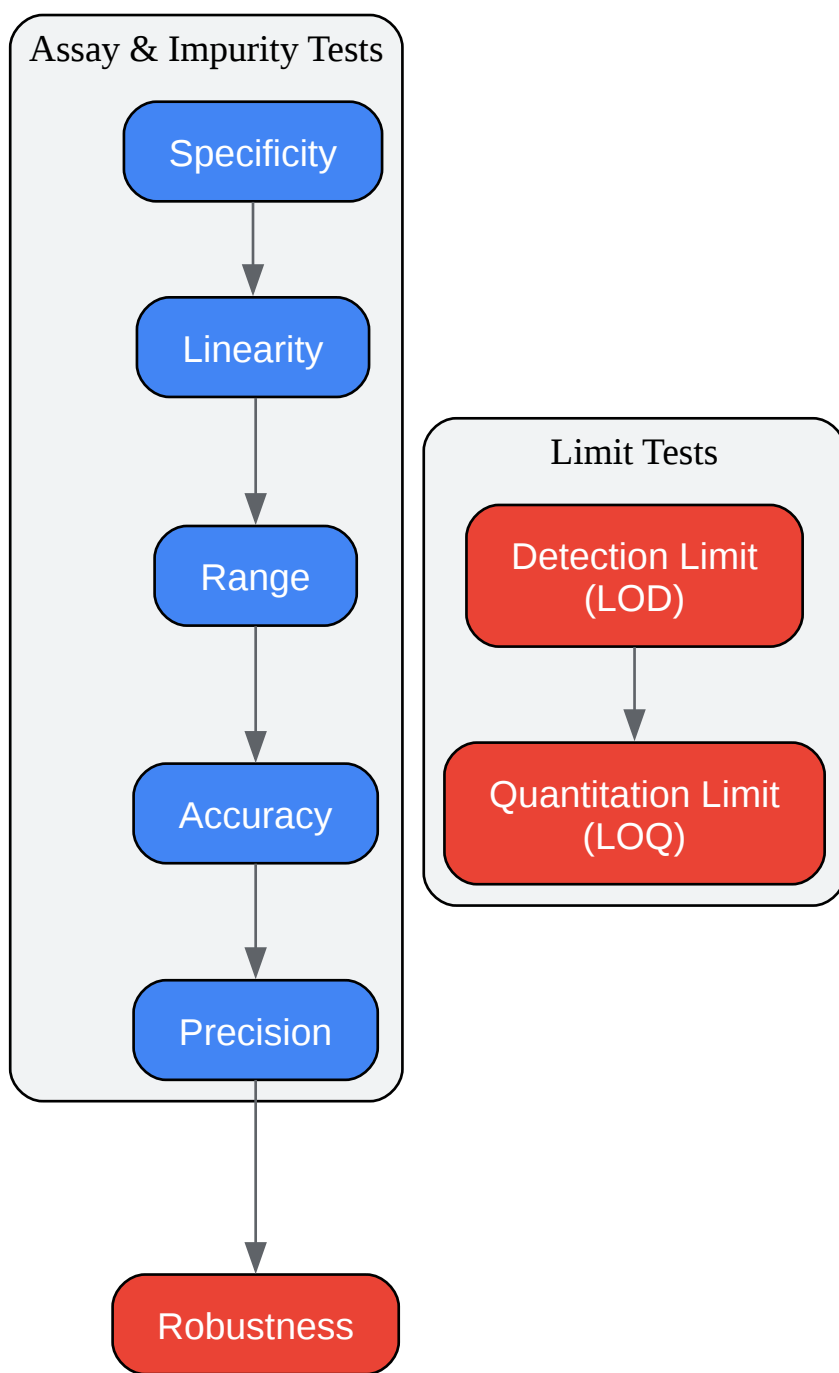 Assay & Impurity Tests
Specificity
Linearity
Range
Accuracy
Precision
Robustness
Limit Tests
Detection Limit
(LOD)
Quantitation Limit
(LOQ)